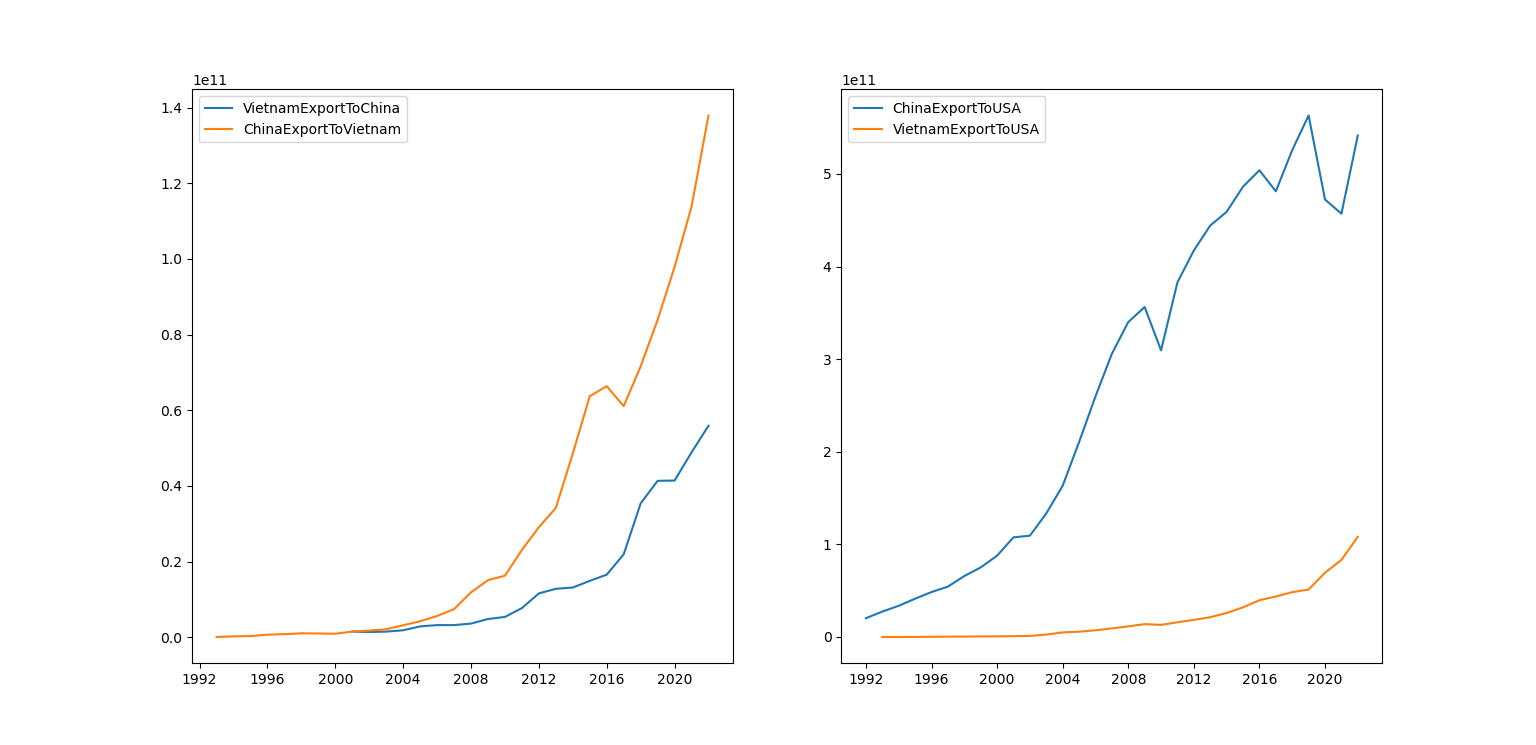 1e11
VietnamExportToChina
ChinaExportToVietnam
1.4
1.2
1.0
0.8
0.6
0.4
0.2
0.0
1992 1996 2000 2004 2008 2012 2016 2020
1e11
ChinaExportToUSA
VietnamExportToUSA
5
4
3
2
1
0
1992 1996 2000 2004 2008 2012 2016 2020